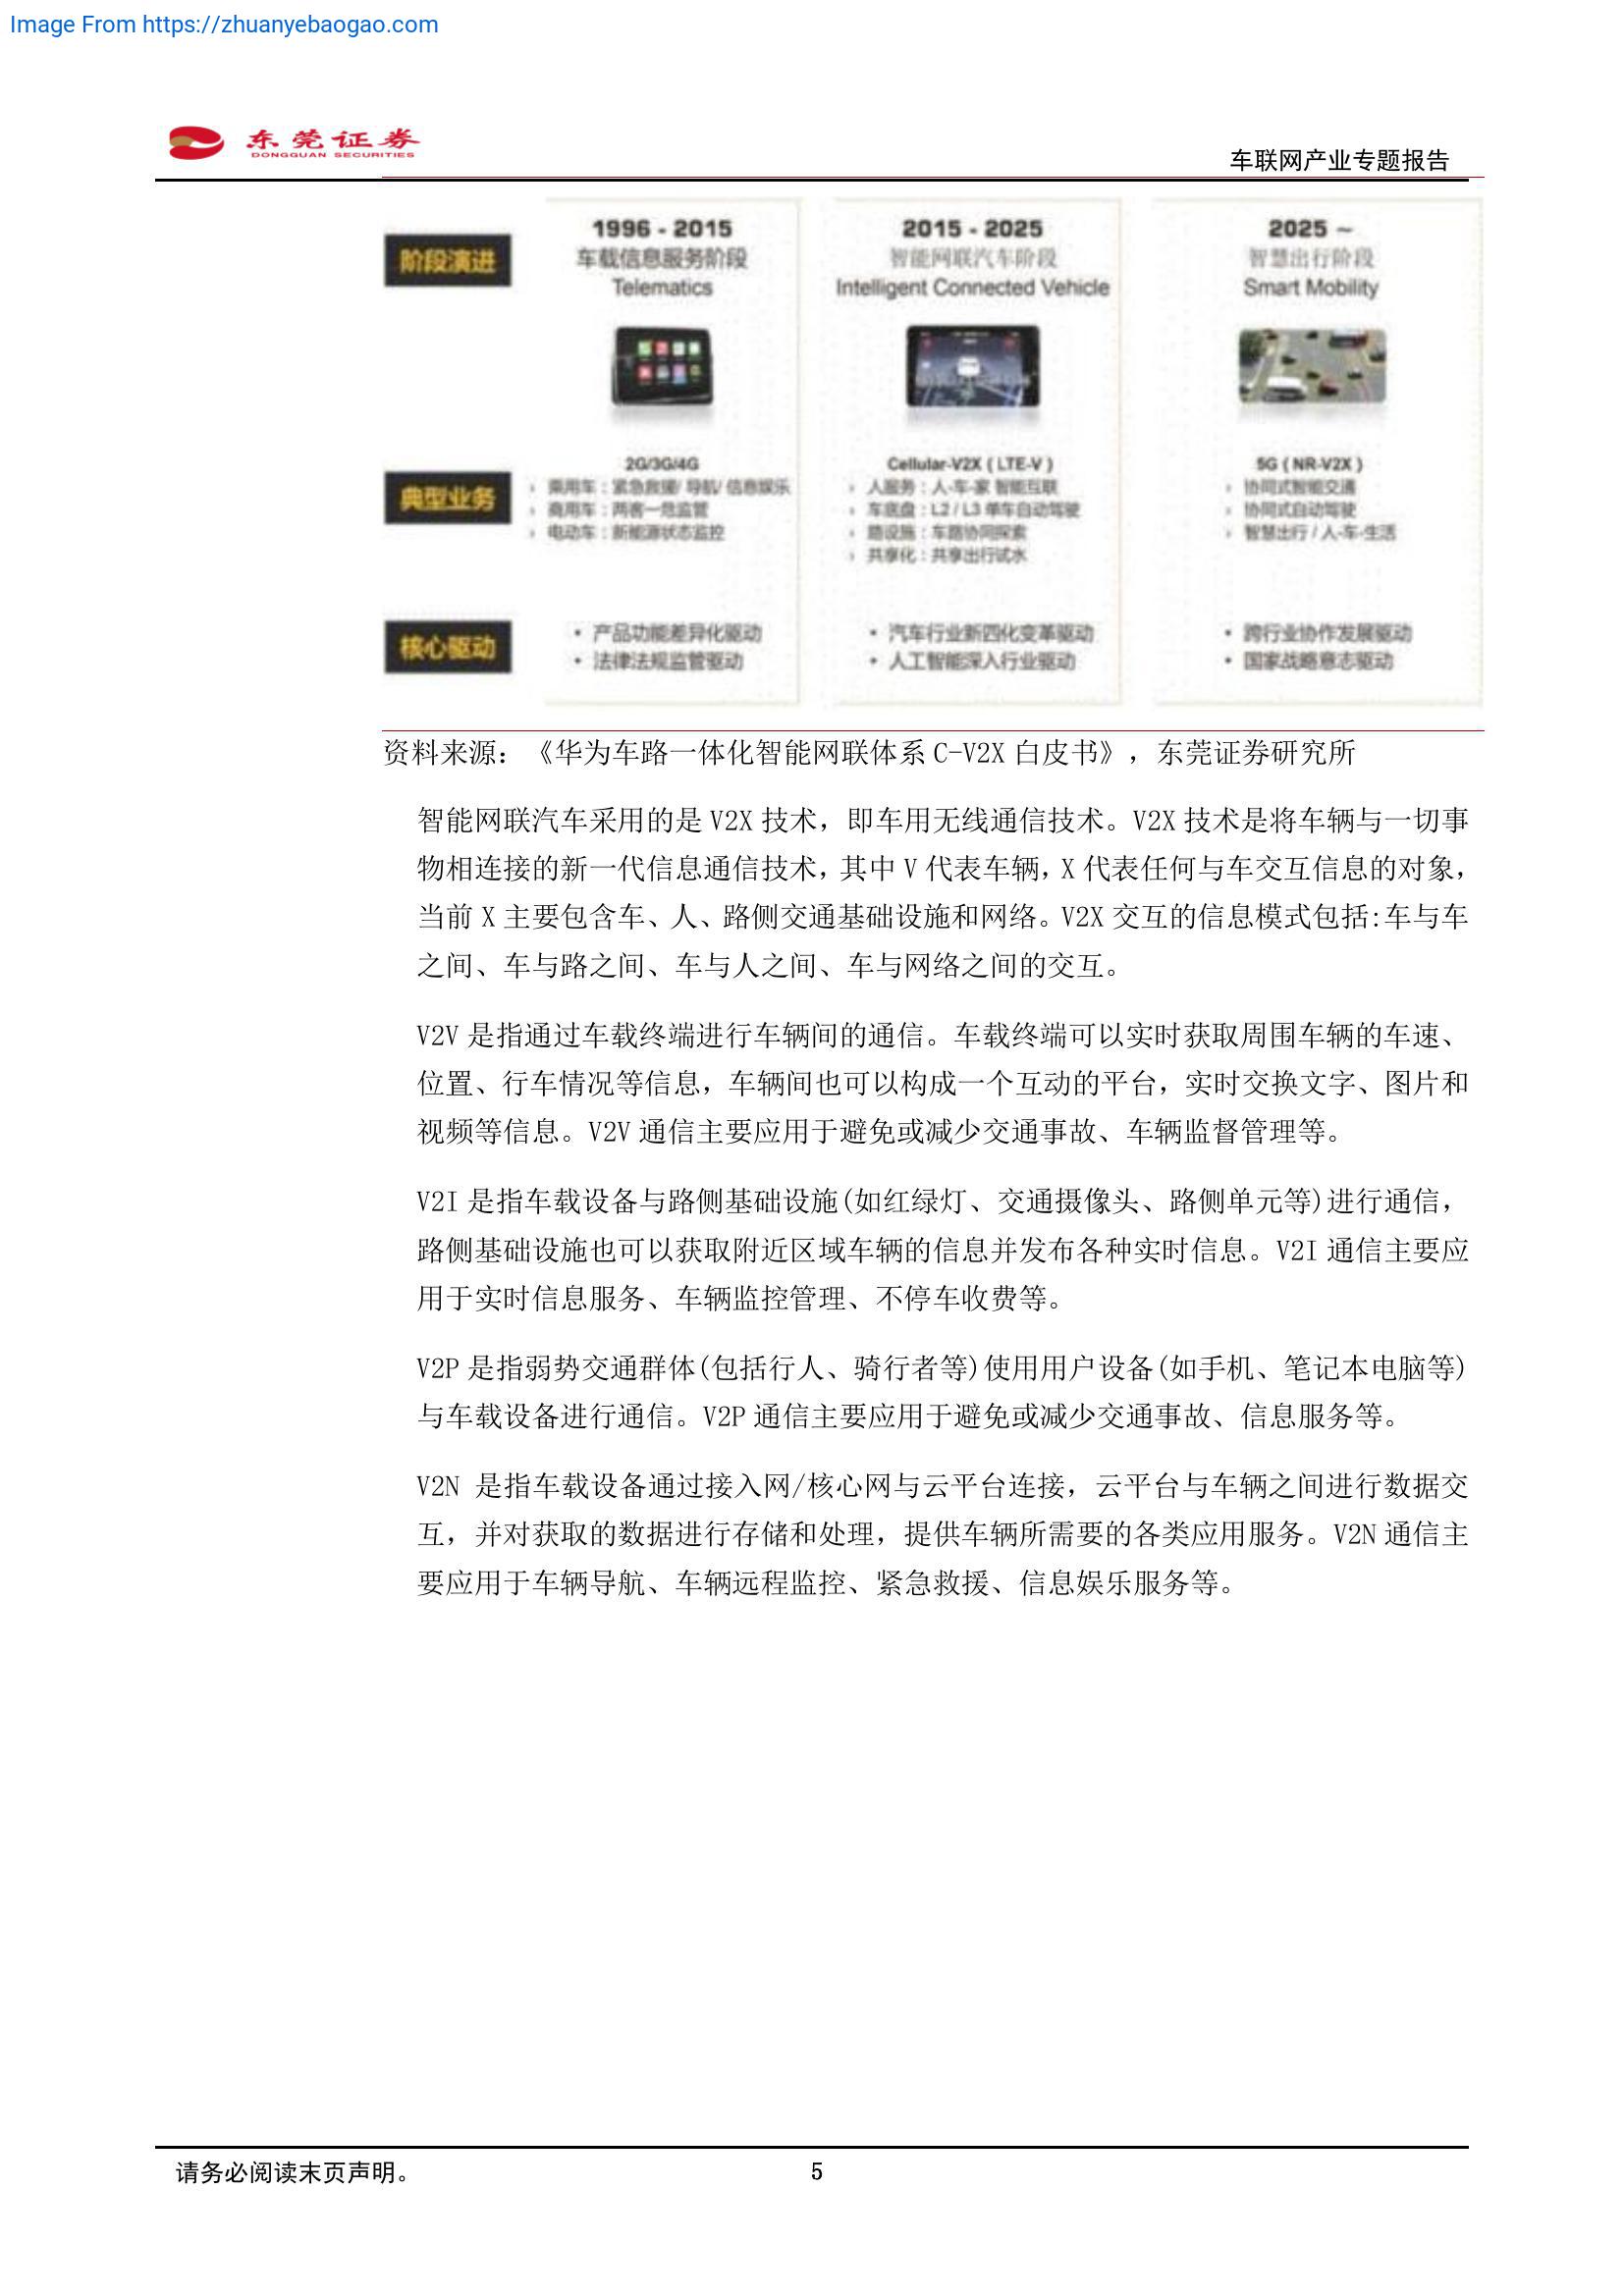 Image From https://zhuanyebaogao.com
东莞证券
DONGGUAN SECURITIES
车联网产业专题报告
阶段演进
1996 - 2015
车载信息服务阶段
Telematics
2015 - 2025
智能网联汽车阶段
Intelligent Connected Vehicle
2025 ~
智慧出行阶段
Smart Mobility
典型业务
2G/3G/4G
› 乘用车：紧急救援/ 导航/ 信息娱乐
› 商用车：两客一危监管
› 电动车：新能源状态监控
Cellular-V2X ( LTE-V )
› 人服务：人-车-家 智能互联
› 车底盘：L2 / L3 单车自动驾驶
› 路设施：车路协同探索
› 共享化：共享出行试水
5G ( NR-V2X )
› 协同式智能交通
› 协同式自动驾驶
› 智慧出行 / 人-车-生活
核心驱动
• 产品功能差异化驱动
• 法律法规监管驱动
• 汽车行业新四化变革驱动
• 人工智能深入行业驱动
• 跨行业协作发展驱动
• 国家战略意志驱动
资料来源：《华为车路一体化智能网联体系 C-V2X 白皮书》，东莞证券研究所
智能网联汽车采用的是 V2X 技术，即车用无线通信技术。V2X 技术是将车辆与一切事
物相连接的新一代信息通信技术，其中 V 代表车辆，X 代表任何与车交互信息的对象，
当前 X 主要包含车、人、路侧交通基础设施和网络。V2X 交互的信息模式包括:车与车
之间、车与路之间、车与人之间、车与网络之间的交互。
V2V 是指通过车载终端进行车辆间的通信。车载终端可以实时获取周围车辆的车速、
位置、行车情况等信息，车辆间也可以构成一个互动的平台，实时交换文字、图片和
视频等信息。V2V 通信主要应用于避免或减少交通事故、车辆监督管理等。
V2I 是指车载设备与路侧基础设施(如红绿灯、交通摄像头、路侧单元等)进行通信，
路侧基础设施也可以获取附近区域车辆的信息并发布各种实时信息。V2I 通信主要应
用于实时信息服务、车辆监控管理、不停车收费等。
V2P 是指弱势交通群体(包括行人、骑行者等)使用用户设备(如手机、笔记本电脑等)
与车载设备进行通信。V2P 通信主要应用于避免或减少交通事故、信息服务等。
V2N 是指车载设备通过接入网/核心网与云平台连接，云平台与车辆之间进行数据交
互，并对获取的数据进行存储和处理，提供车辆所需要的各类应用服务。V2N 通信主
要应用于车辆导航、车辆远程监控、紧急救援、信息娱乐服务等。
请务必阅读末页声明。
5